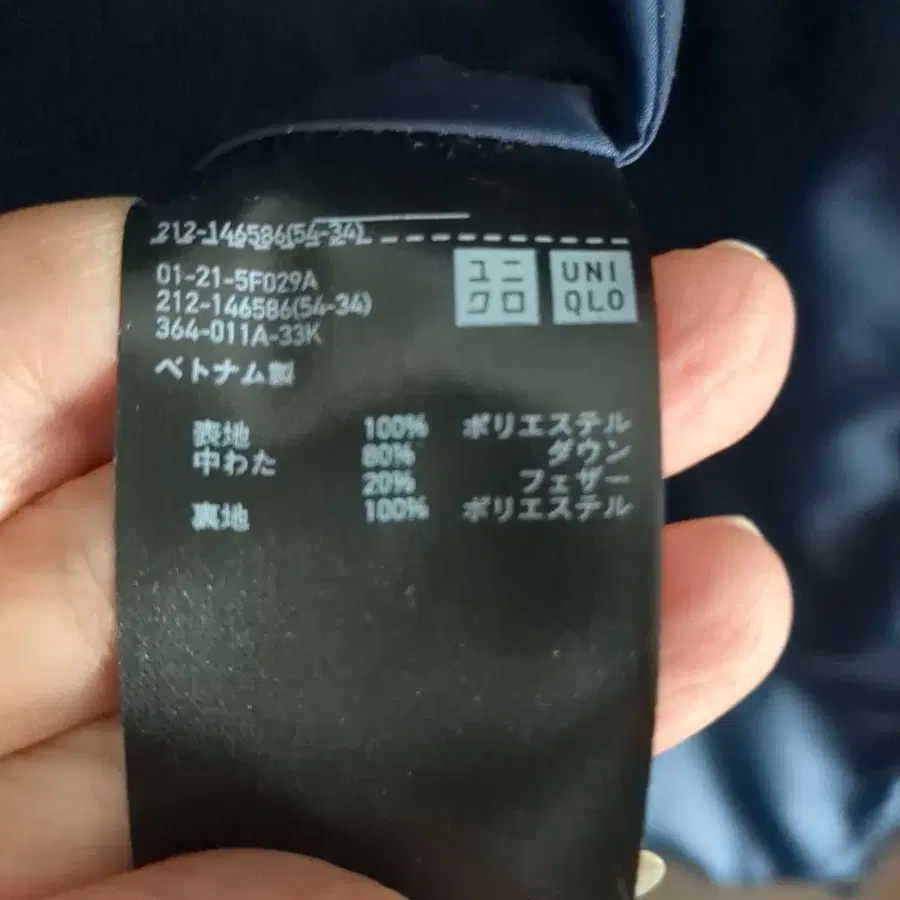 212-146586(54-34)
ユニクロ
UNIQLO
01-21-5F029A
212-146586(54-34)
364-011A-33K
ベトナム製
表地 100% ポリエステル
中わた 80% ダウン
20% フェザー
裏地 100% ポリエステル